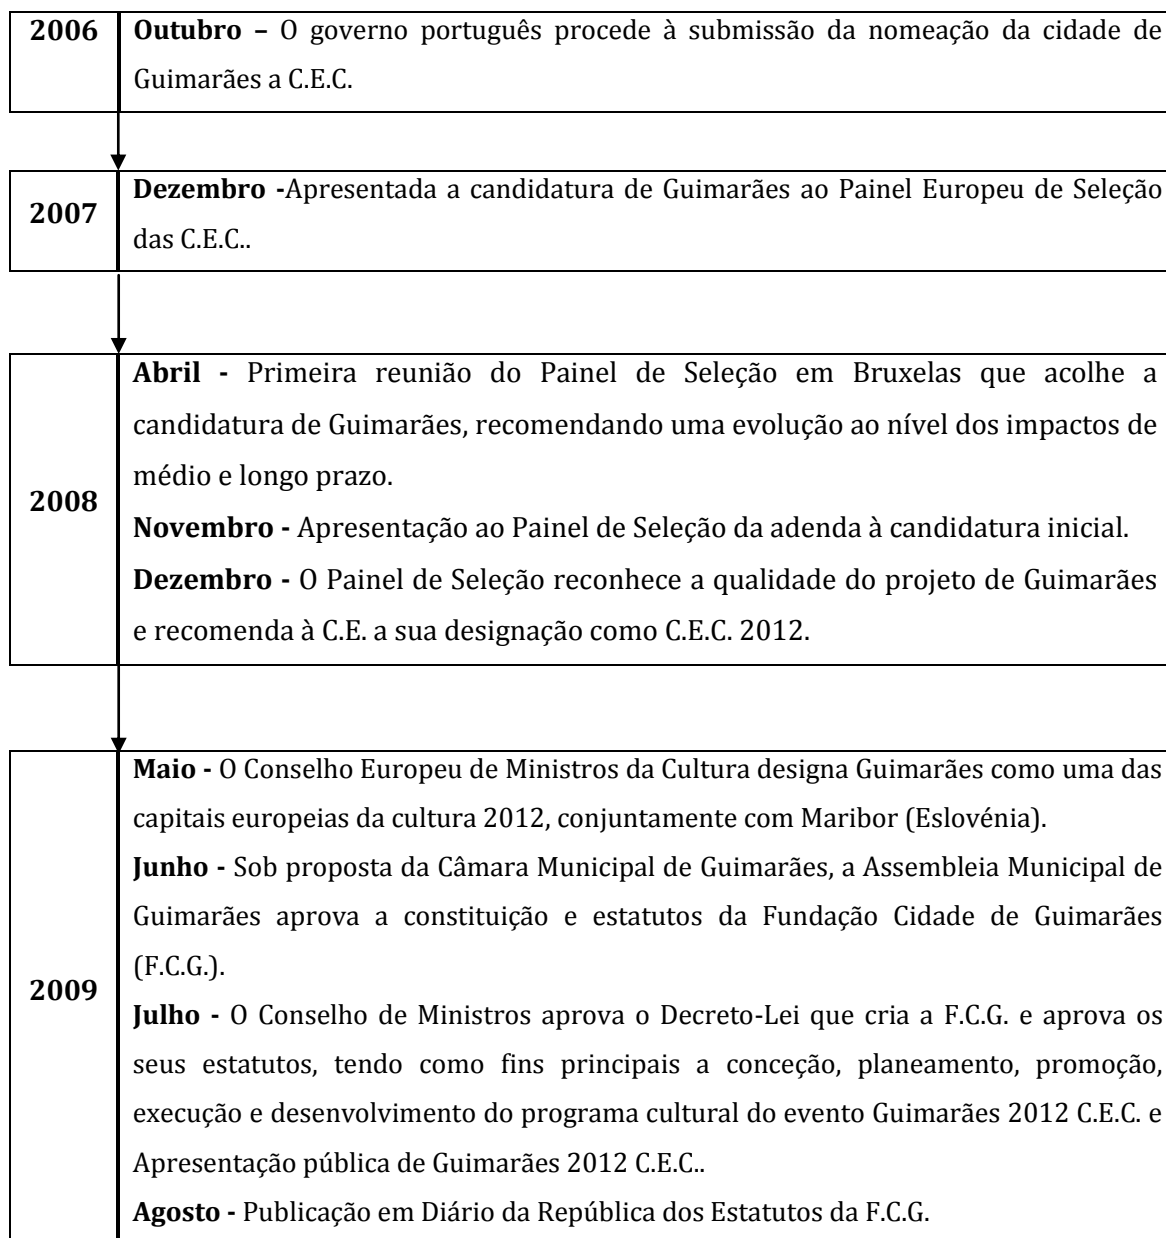 2006
Outubro – O governo português procede à submissão da nomeação da cidade de
Guimarães a C.E.C.
2007
Dezembro -Apresentada a candidatura de Guimarães ao Painel Europeu de Seleção
das C.E.C..
2008
Abril - Primeira reunião do Painel de Seleção em Bruxelas que acolhe a
candidatura de Guimarães, recomendando uma evolução ao nível dos impactos de
médio e longo prazo.
Novembro - Apresentação ao Painel de Seleção da adenda à candidatura inicial.
Dezembro - O Painel de Seleção reconhece a qualidade do projeto de Guimarães
e recomenda à C.E. a sua designação como C.E.C. 2012.
2009
Maio - O Conselho Europeu de Ministros da Cultura designa Guimarães como uma das
capitais europeias da cultura 2012, conjuntamente com Maribor (Eslovénia).
Junho - Sob proposta da Câmara Municipal de Guimarães, a Assembleia Municipal de
Guimarães aprova a constituição e estatutos da Fundação Cidade de Guimarães
(F.C.G.).
Julho - O Conselho de Ministros aprova o Decreto-Lei que cria a F.C.G. e aprova os
seus estatutos, tendo como fins principais a conceção, planeamento, promoção,
execução e desenvolvimento do programa cultural do evento Guimarães 2012 C.E.C. e
Apresentação pública de Guimarães 2012 C.E.C..
Agosto - Publicação em Diário da República dos Estatutos da F.C.G.